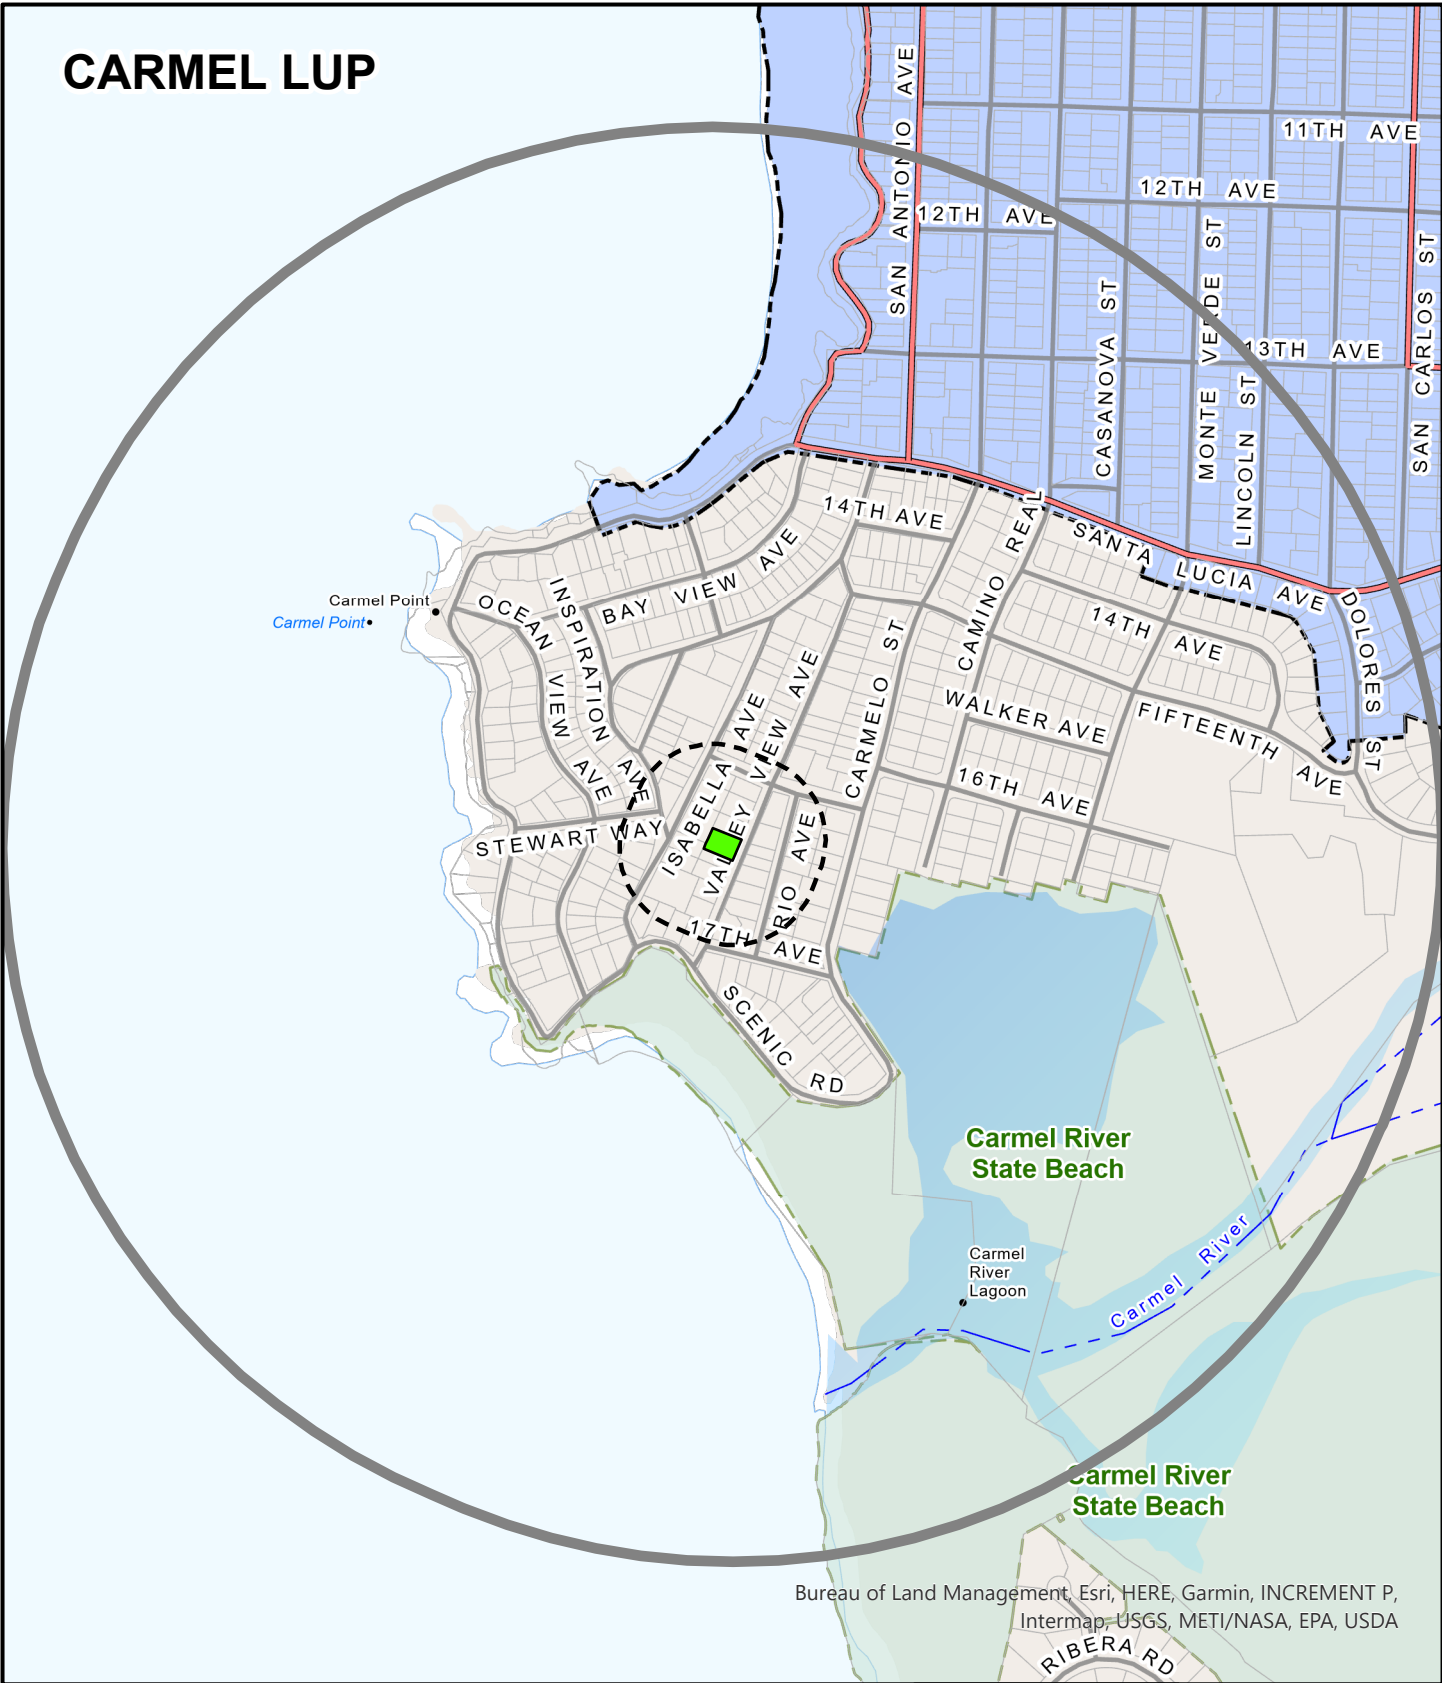 CARMEL LUP
SAN ANTONIO AVE
11TH AVE
12TH AVE
12TH AVE
13TH AVE
CASANOVA ST
MONTE VERDE ST
LINCOLN ST
SAN CARLOS ST
14TH AVE
CAMINO REAL
SANTA LUCIA AVE
DOLORES ST
Carmel Point
Carmel Point
OCEAN VIEW AVE
INSPIRATION AVE
BAY VIEW AVE
14TH AVE
CARMELO ST
WALKER AVE
FIFTEENTH AVE
16TH AVE
STEWART WAY
ISABELLA AVE
VALLEY VIEW AVE
RIO AVE
17TH AVE
SCENIC RD
Carmel River
State Beach
Carmel
River
Lagoon
Carmel River
Carmel River
State Beach
Bureau of Land Management, Esri, HERE, Garmin, INCREMENT P,
Intermap, USGS, METI/NASA, EPA, USDA
RIBERA RD